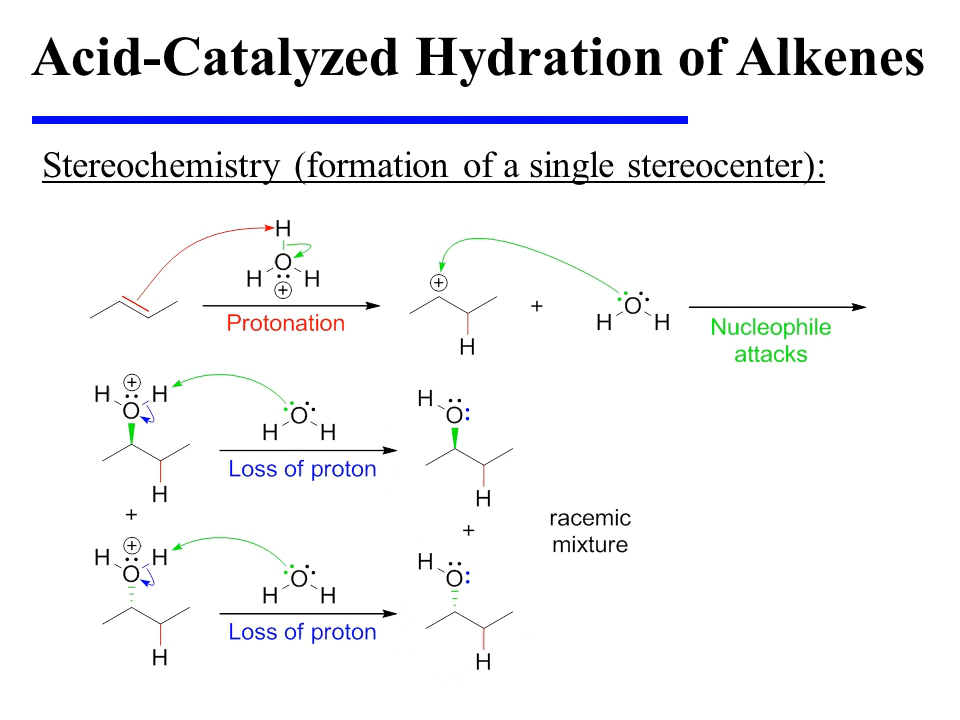 Acid-Catalyzed Hydration of Alkenes
Stereochemistry (formation of a single stereocenter):
H
O
H H
+
Protonation
+
H
+
O
H H
Nucleophile
attacks
+
H H
O
H
O
H H
Loss of proton
H
O
H
+
+
racemic
mixture
+
H H
O
H
O
H H
Loss of proton
H
O
H